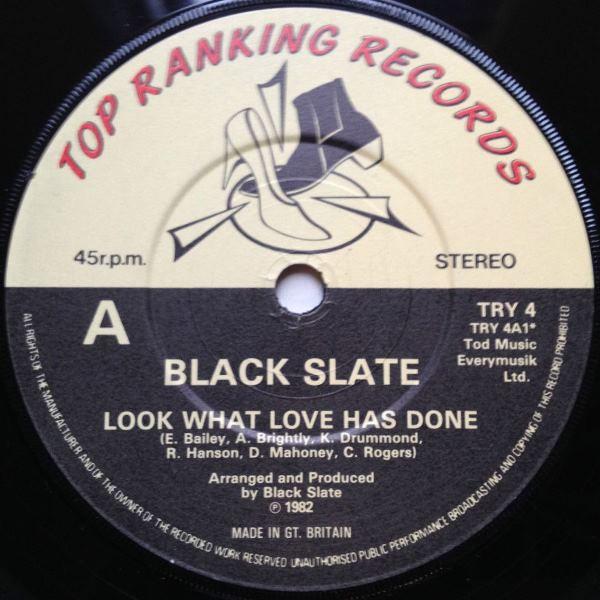 TOP RANKING RECORDS
45r.p.m.
STEREO
A
TRY 4
TRY 4A1*
Tod Music
Everymusik
Ltd.
BLACK SLATE
LOOK WHAT LOVE HAS DONE
(E. Bailey, A. Brightly, K. Drummond,
R. Hanson, D. Mahoney, C. Rogers)
Arranged and Produced
by Black Slate
℗ 1982
MADE IN GT. BRITAIN
ALL RIGHTS OF THE MANUFACTURER AND OF THE OWNER OF THE RECORDED WORK RESERVED UNAUTHORISED PUBLIC PERFORMANCE BROADCASTING AND COPYING OF THIS RECORD PROHIBITED